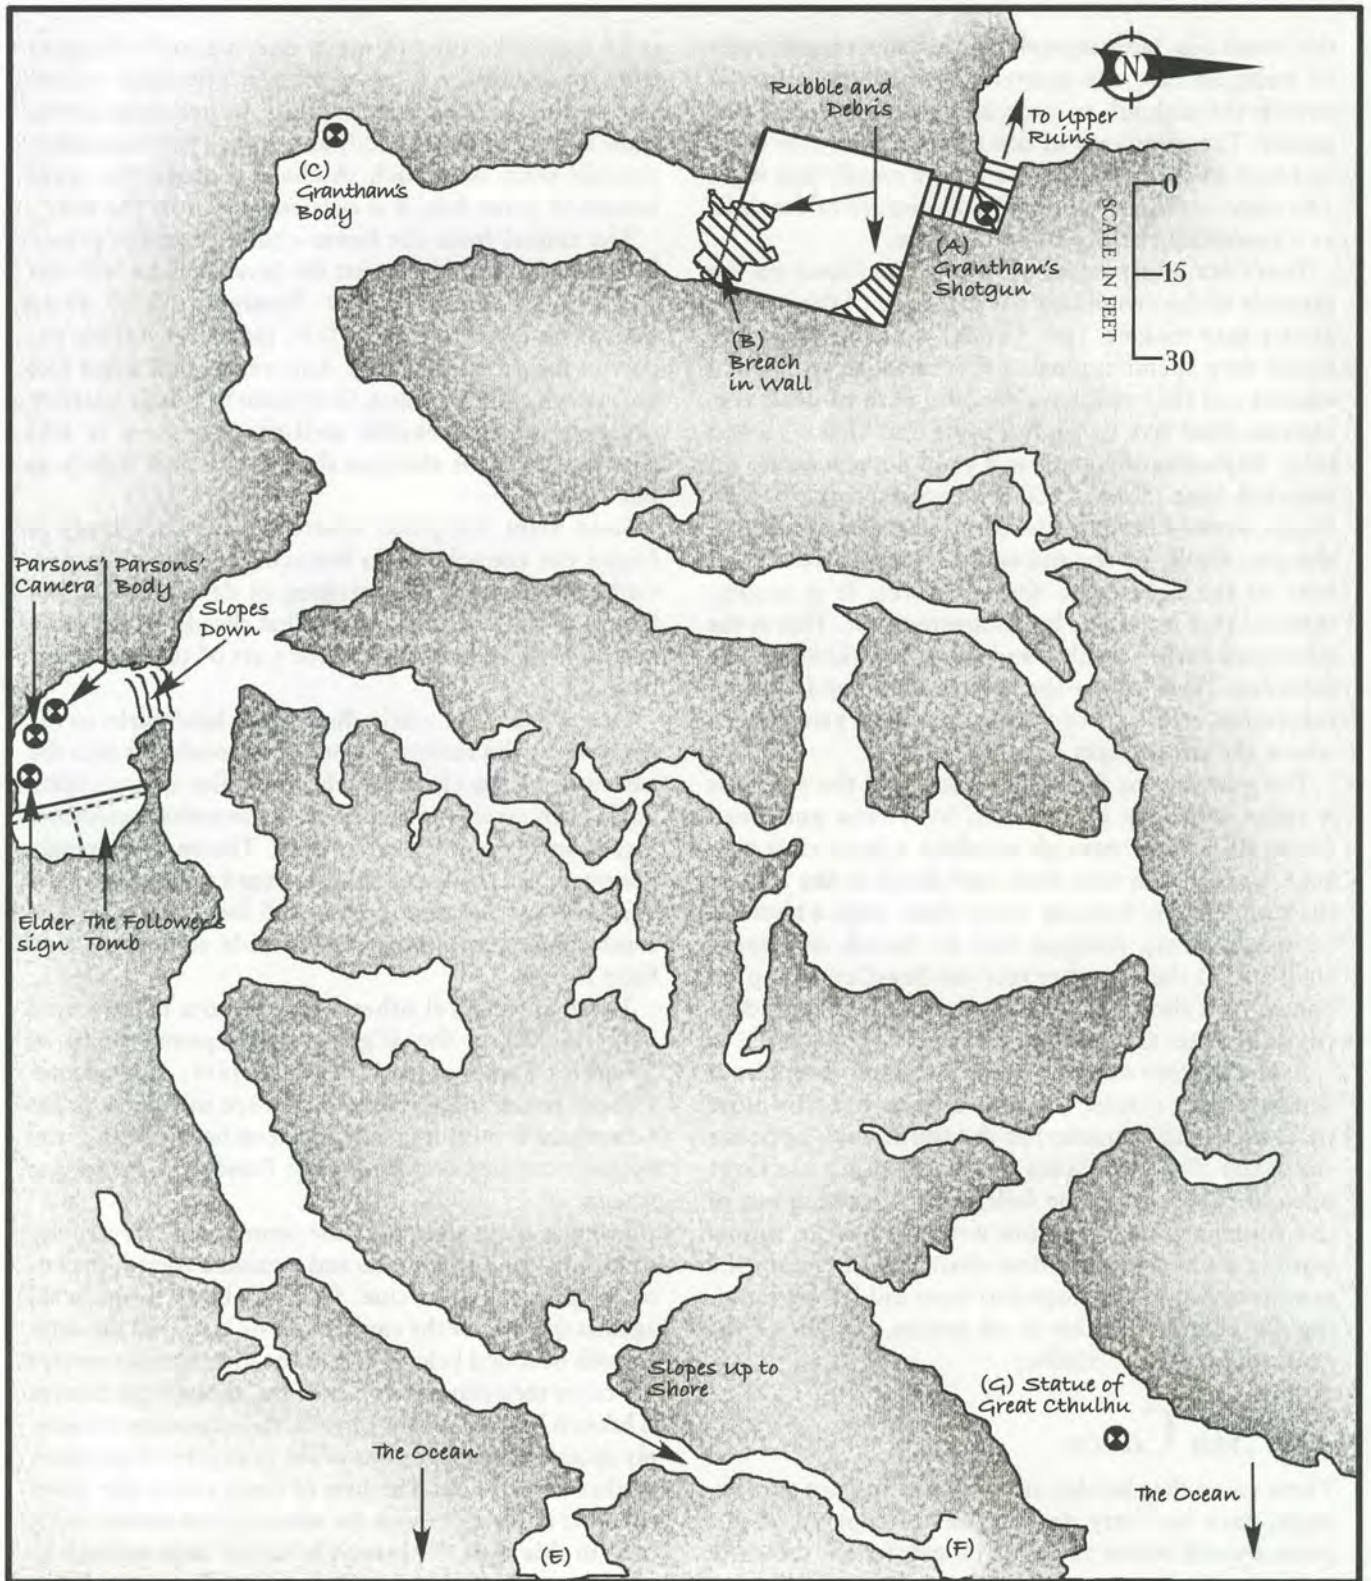 N
Rubble and
Debris
To Upper
Ruins
0
15
30
SCALE IN FEET
(C)
Grantham's
Body
(A)
Grantham's
Shotgun
(B)
Breach
in Wall
Parsons'
Camera
Parsons'
Body
Slopes
Down
Elder
sign
The Follower's
Tomb
Slopes Up to
Shore
(G) Statue of
Great Cthulhu
The Ocean
The Ocean
(E)
(F)